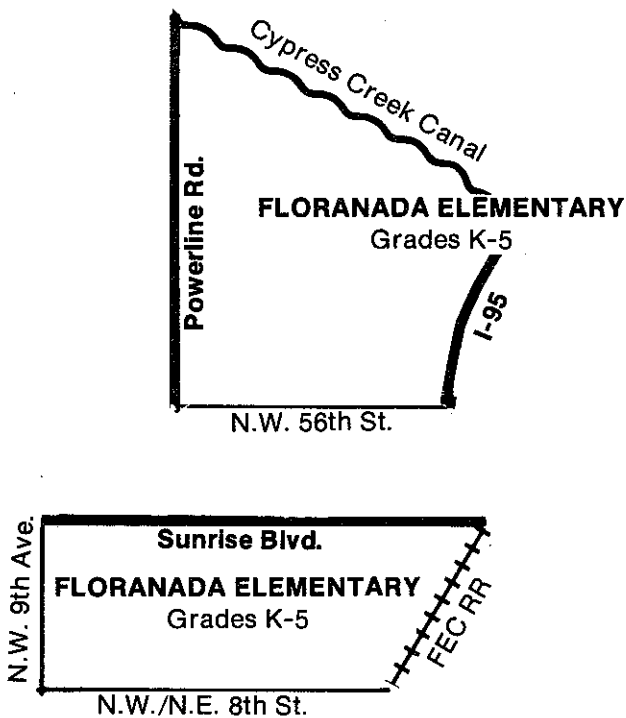 Cypress Creek Canal
Powerline Rd.
FLORANADA ELEMENTARY
Grades K-5
I-95
N.W. 56th St.
N.W. 9th Ave.
Sunrise Blvd.
FLORANADA ELEMENTARY
Grades K-5
FEC RR
N.W./N.E. 8th St.